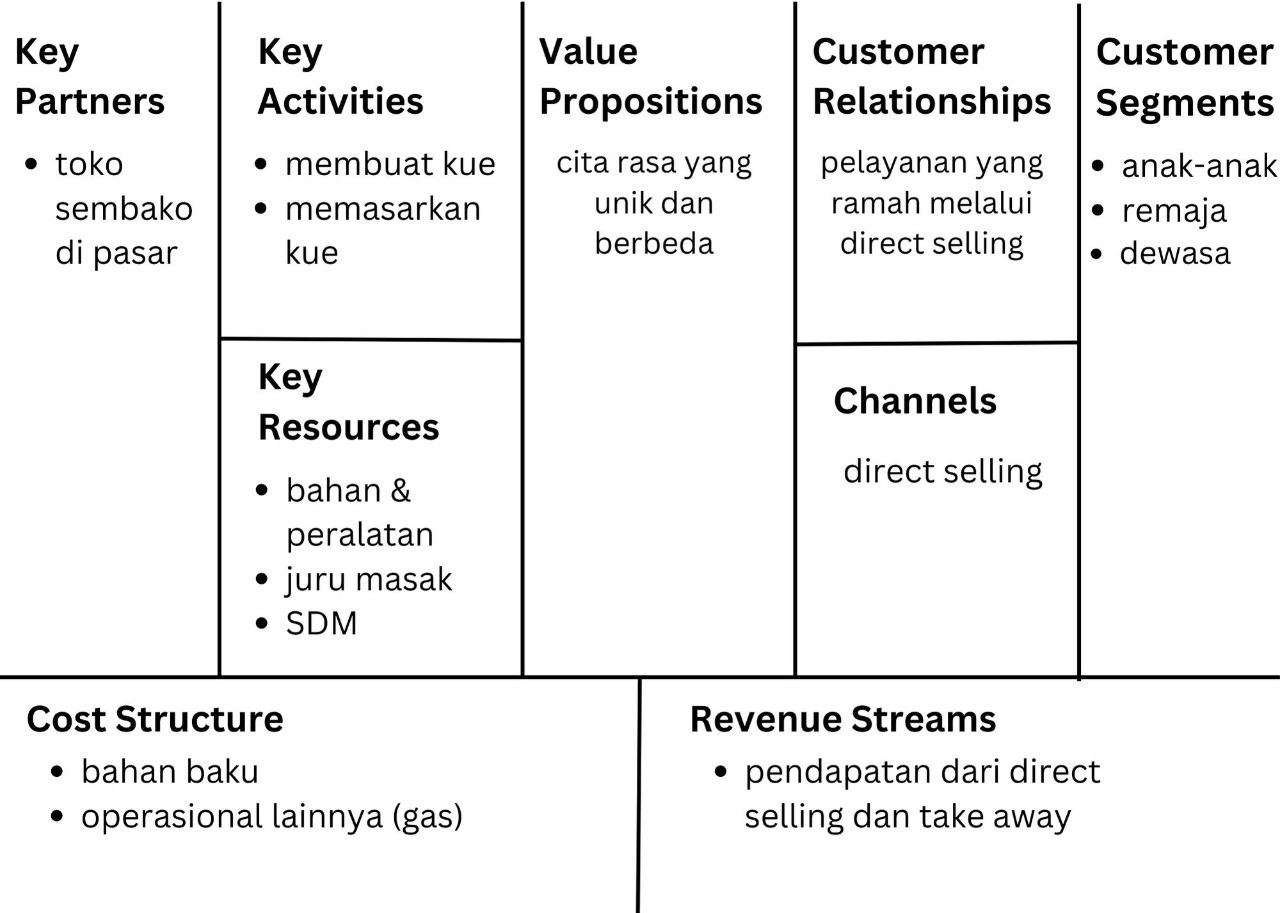 Key
Partners
• toko
sembako
di pasar
Key
Activities
• membuat kue
• memasarkan
kue
Key
Resources
• bahan &
peralatan
• juru masak
• SDM
Value
Propositions
cita rasa yang
unik dan
berbeda
Customer
Relationships
pelayanan yang
ramah melalui
direct selling
Channels
direct selling
Customer
Segments
• anak-anak
• remaja
• dewasa
Cost Structure
• bahan baku
• operasional lainnya (gas)
Revenue Streams
• pendapatan dari direct
selling dan take away